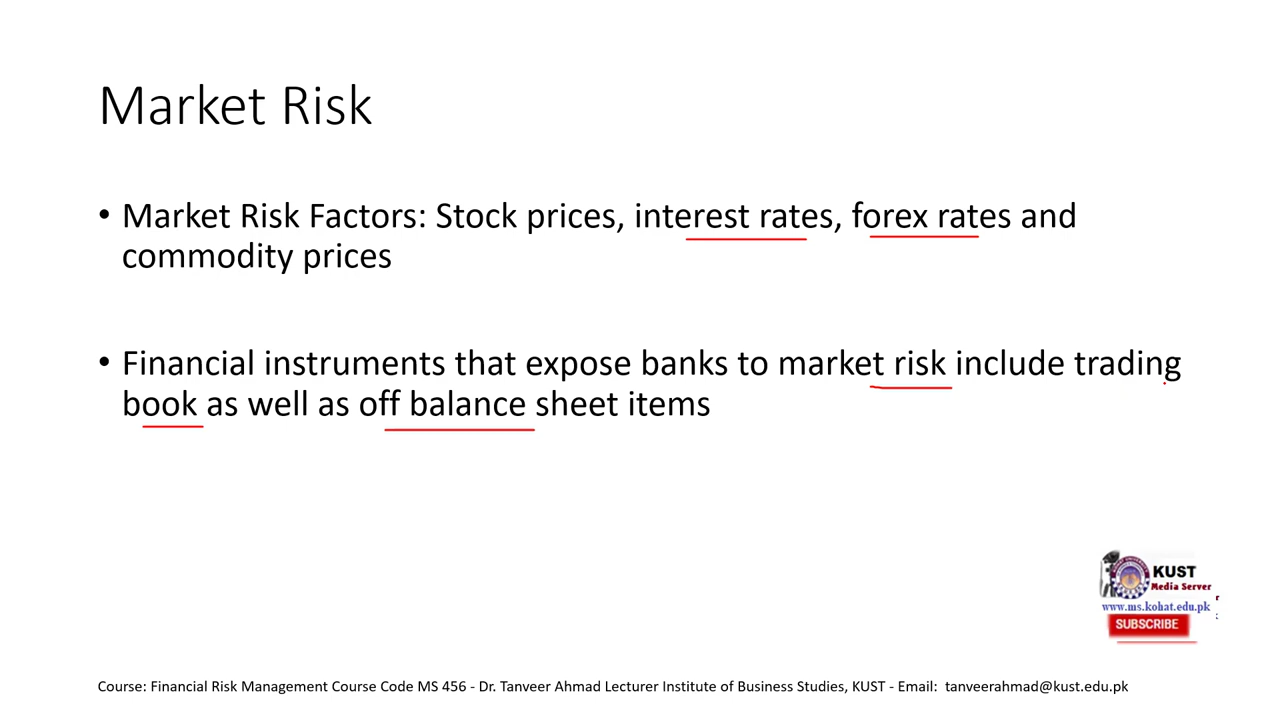 Market Risk
• Market Risk Factors: Stock prices, interest rates, forex rates and
commodity prices
• Financial instruments that expose banks to market risk include trading
book as well as off balance sheet items
KUST
Media Server
www.ms.kohat.edu.pk
SUBSCRIBE
Course: Financial Risk Management Course Code MS 456 - Dr. Tanveer Ahmad Lecturer Institute of Business Studies, KUST - Email:  tanveerahmad@kust.edu.pk